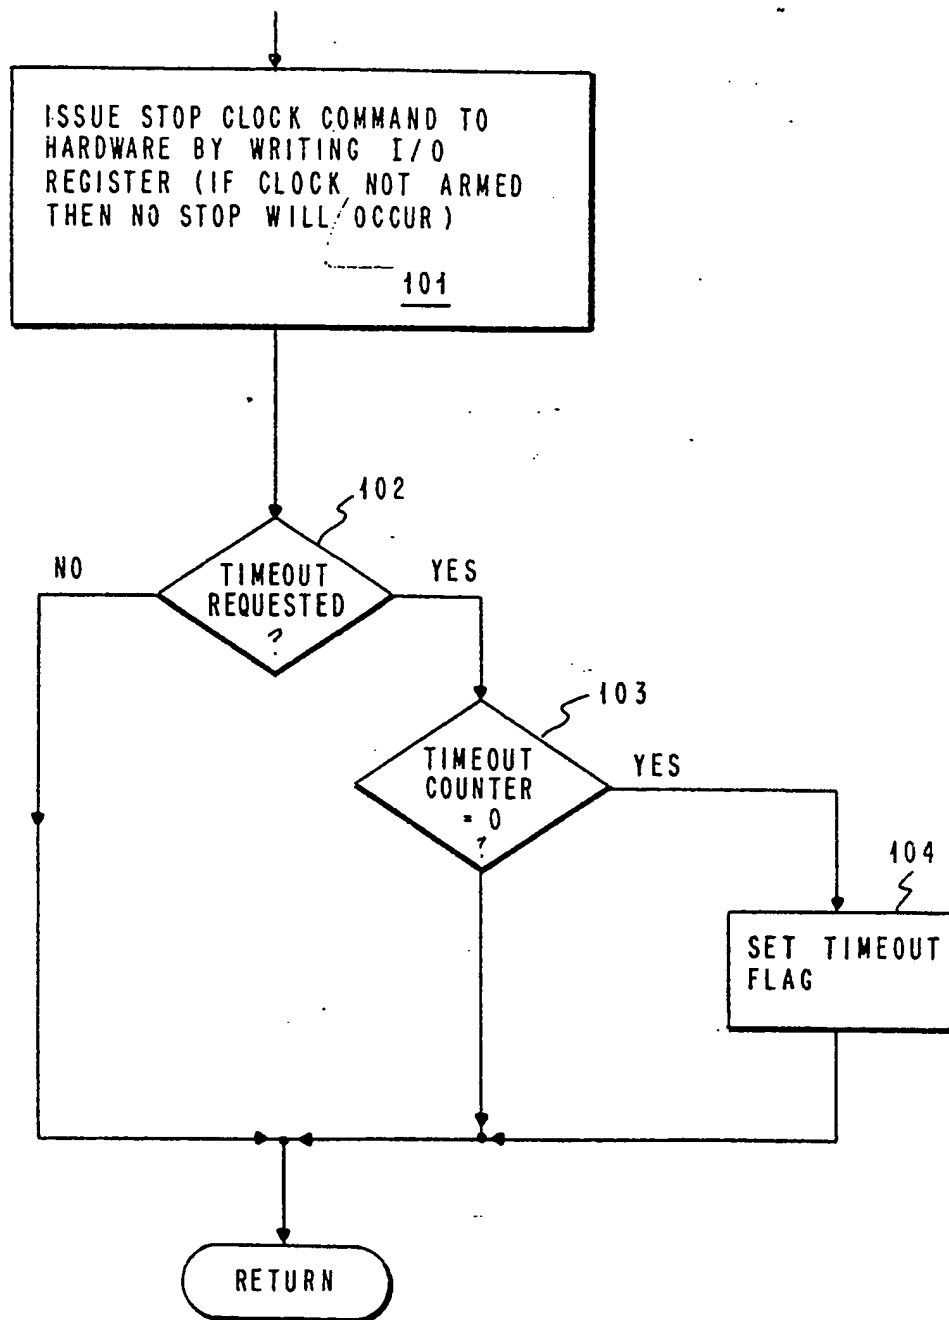 ISSUE STOP CLOCK COMMAND TO
HARDWARE BY WRITING I/O
REGISTER (IF CLOCK NOT ARMED
THEN NO STOP WILL OCCUR)
101
102
NO
YES
TIMEOUT
REQUESTED
?
103
TIMEOUT
COUNTER
= 0
?
YES
104
SET TIMEOUT
FLAG
RETURN